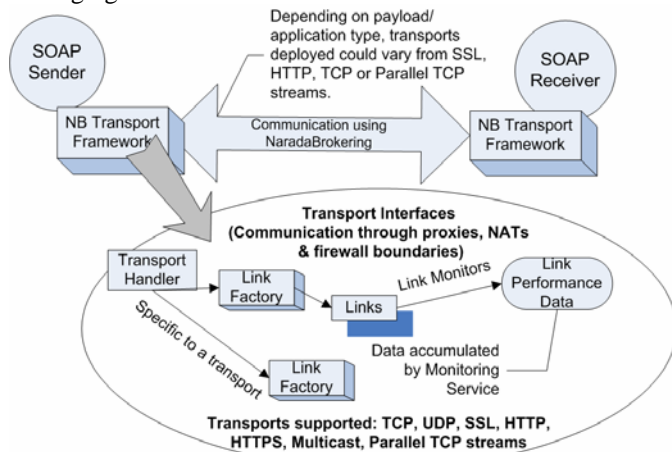 Depending on payload/
application type, transports
deployed could vary from SSL,
HTTP, TCP or Parallel TCP
streams.
SOAP
Sender
SOAP
Receiver
NB Transport
Framework
Communication using
NaradaBrokering
NB Transport
Framework
Transport Interfaces
(Communication through proxies, NATs
& firewall boundaries)
Transport
Handler
Link
Factory
Links
Link Monitors
Link
Performance
Data
Specific to a transport
Link
Factory
Data accumulated
by Monitoring
Service
Transports supported: TCP, UDP, SSL, HTTP,
HTTPS, Multicast, Parallel TCP streams